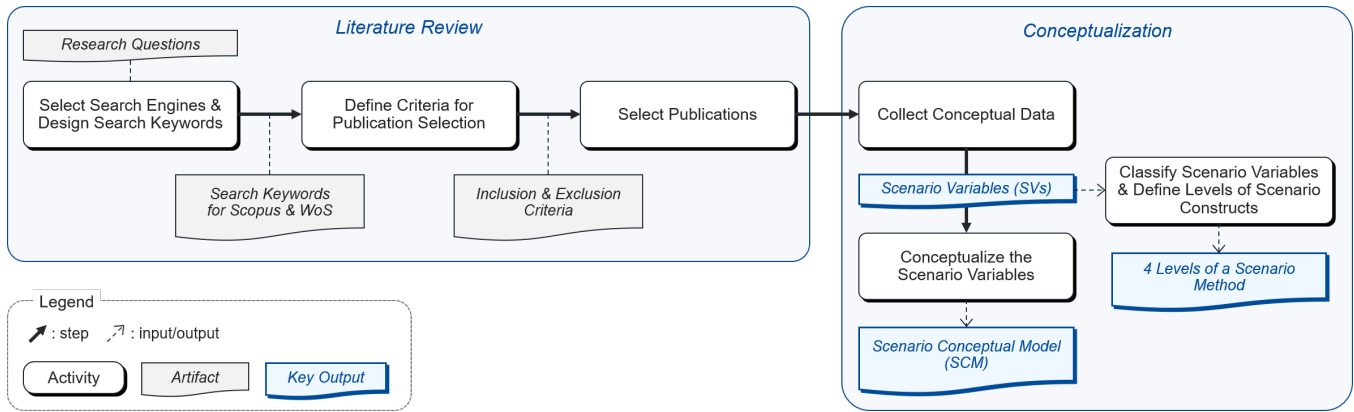 Literature Review
Research Questions
Select Search Engines &
Design Search Keywords
Define Criteria for
Publication Selection
Select Publications
Search Keywords
for Scopus & WoS
Inclusion & Exclusion
Criteria
Conceptualization
Collect Conceptual Data
Scenario Variables (SVs)
Classify Scenario Variables
& Define Levels of Scenario
Constructs
Conceptualize the
Scenario Variables
4 Levels of a Scenario
Method
Scenario Conceptual Model
(SCM)
Legend
: step
: input/output
Activity
Artifact
Key Output